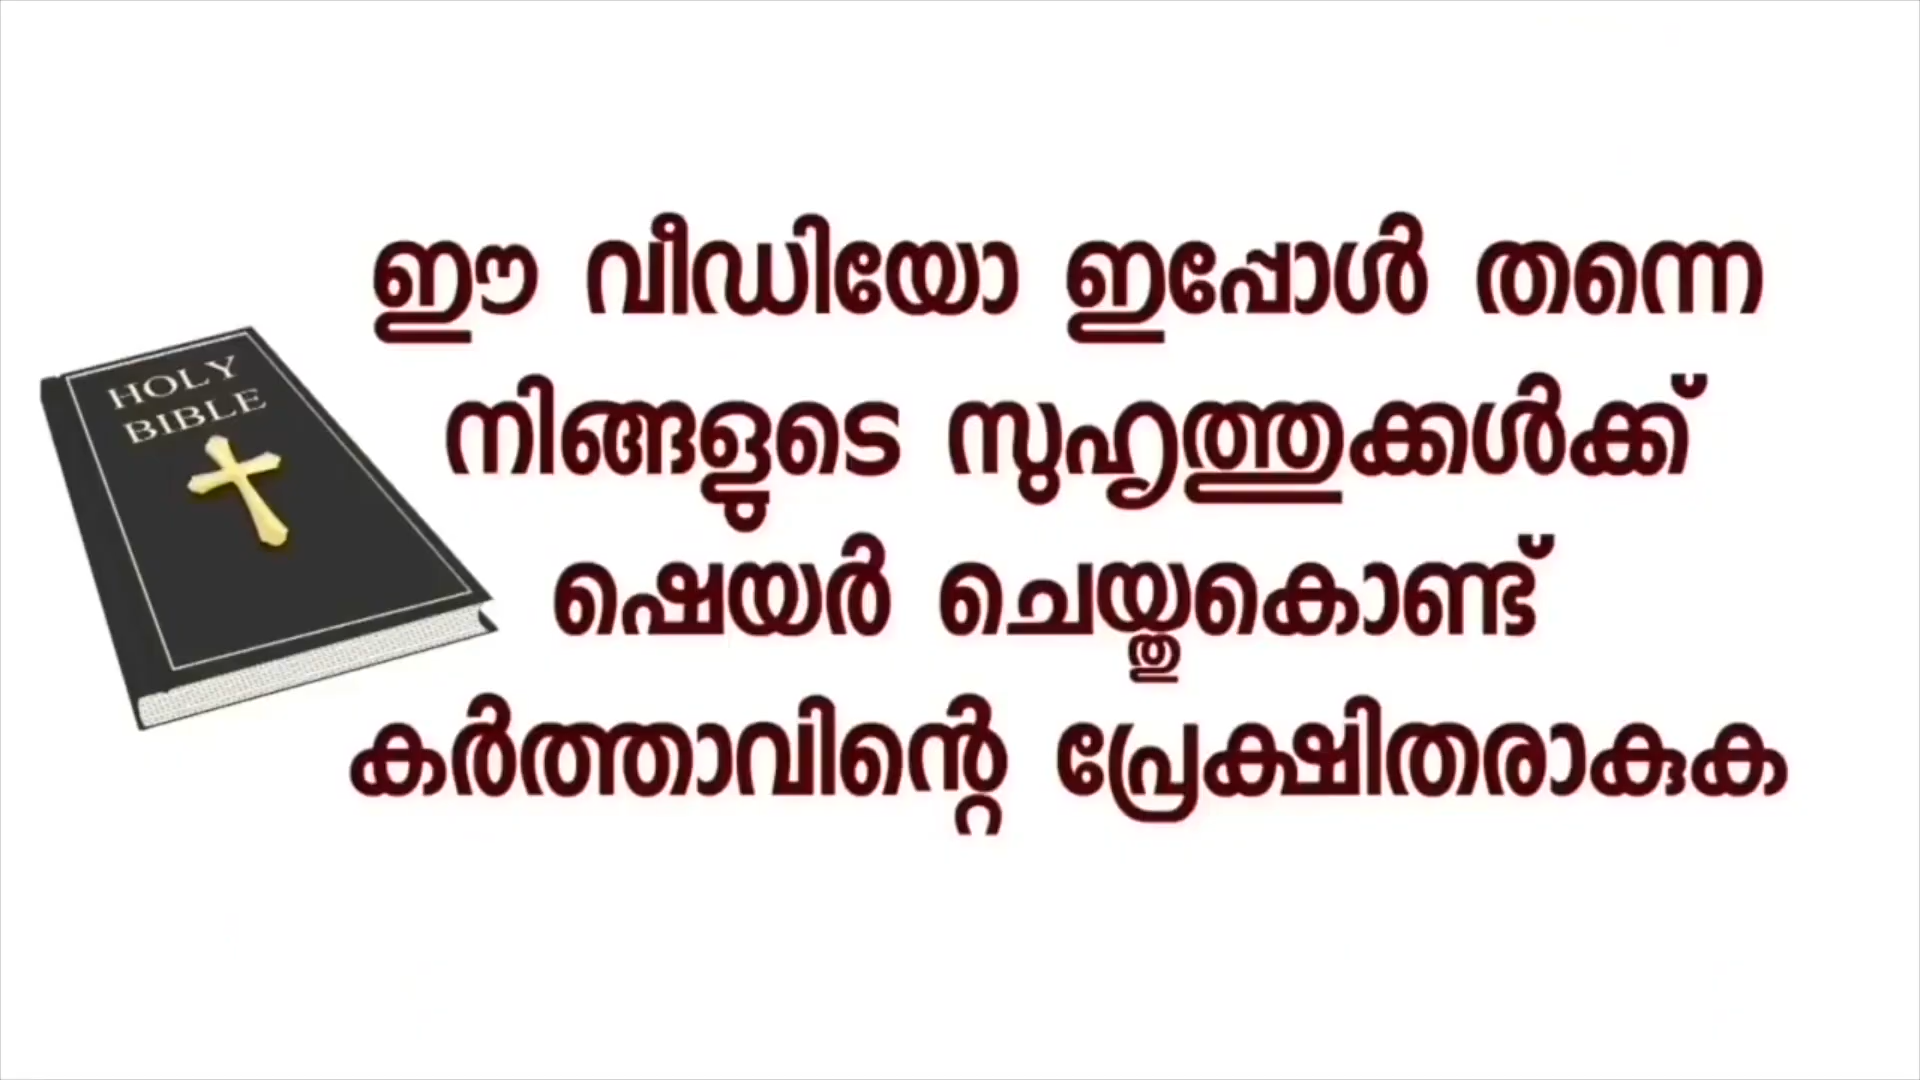 HOLY
BIBLE
ഈ വീഡിയോ ഇപ്പോൾ തന്നെ
നിങ്ങളുടെ സുഹൃത്തുക്കൾക്ക്
ഷെയർ ചെയ്തുകൊണ്ട്
കർത്താവിന്റെ പ്രേക്ഷിതരാകുക